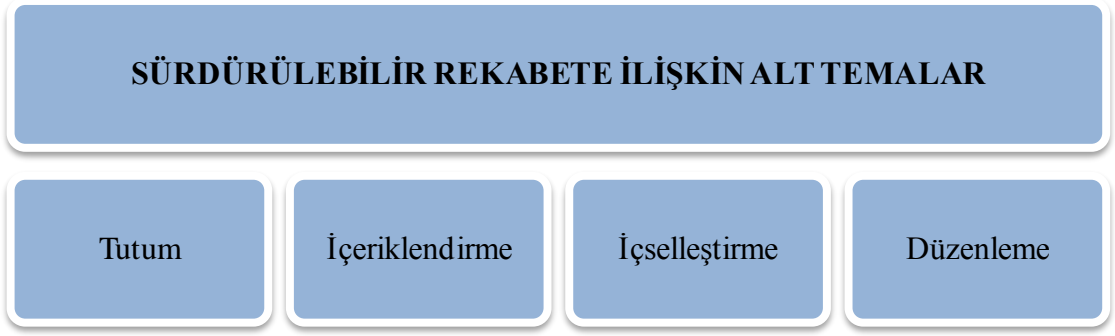 SÜRDÜRÜLEBİLİR REKABETE İLİŞKİN ALT TEMALAR
Tutum
İçeriklendirme
İçselleştirme
Düzenleme